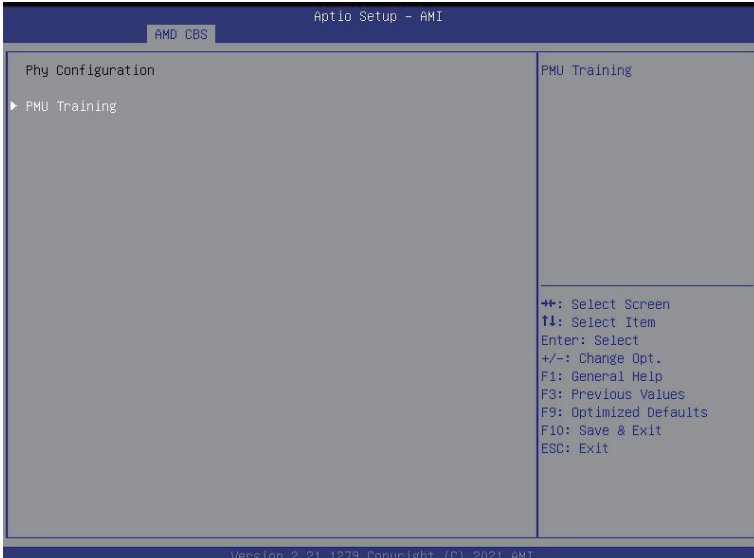 Aptio Setup - AMI
AMD CBS
Phy Configuration
▶ PMU Training
PMU Training
→←: Select Screen
↑↓: Select Item
Enter: Select
+/-: Change Opt.
F1: General Help
F3: Previous Values
F9: Optimized Defaults
F10: Save & Exit
ESC: Exit
Version 2.21.1279 Copyright (C) 2021 AMI